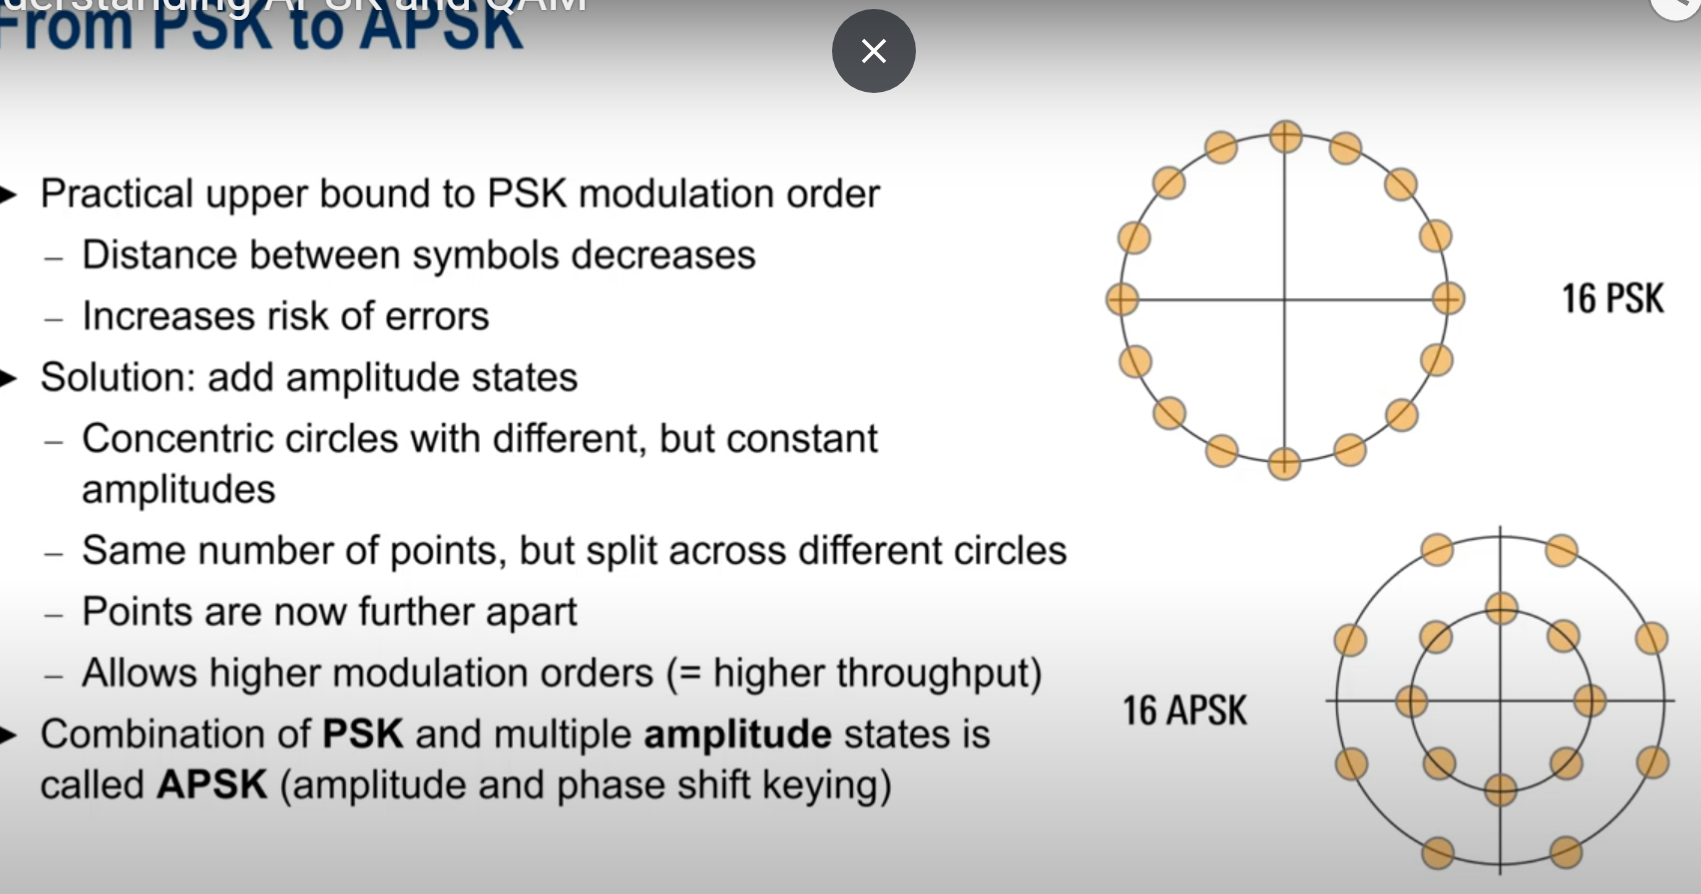 derstanding APSK and QAM
From PSK to APSK
► Practical upper bound to PSK modulation order
– Distance between symbols decreases
– Increases risk of errors
► Solution: add amplitude states
– Concentric circles with different, but constant
amplitudes
– Same number of points, but split across different circles
– Points are now further apart
– Allows higher modulation orders (= higher throughput)
► Combination of PSK and multiple amplitude states is
called APSK (amplitude and phase shift keying)
16 PSK
16 APSK